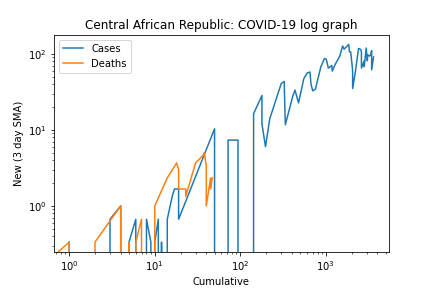 Central African Republic: COVID-19 log graph
Cases
Deaths
New (3 day SMA)
10²
10¹
10⁰
10⁰ 10¹ 10² 10³
Cumulative